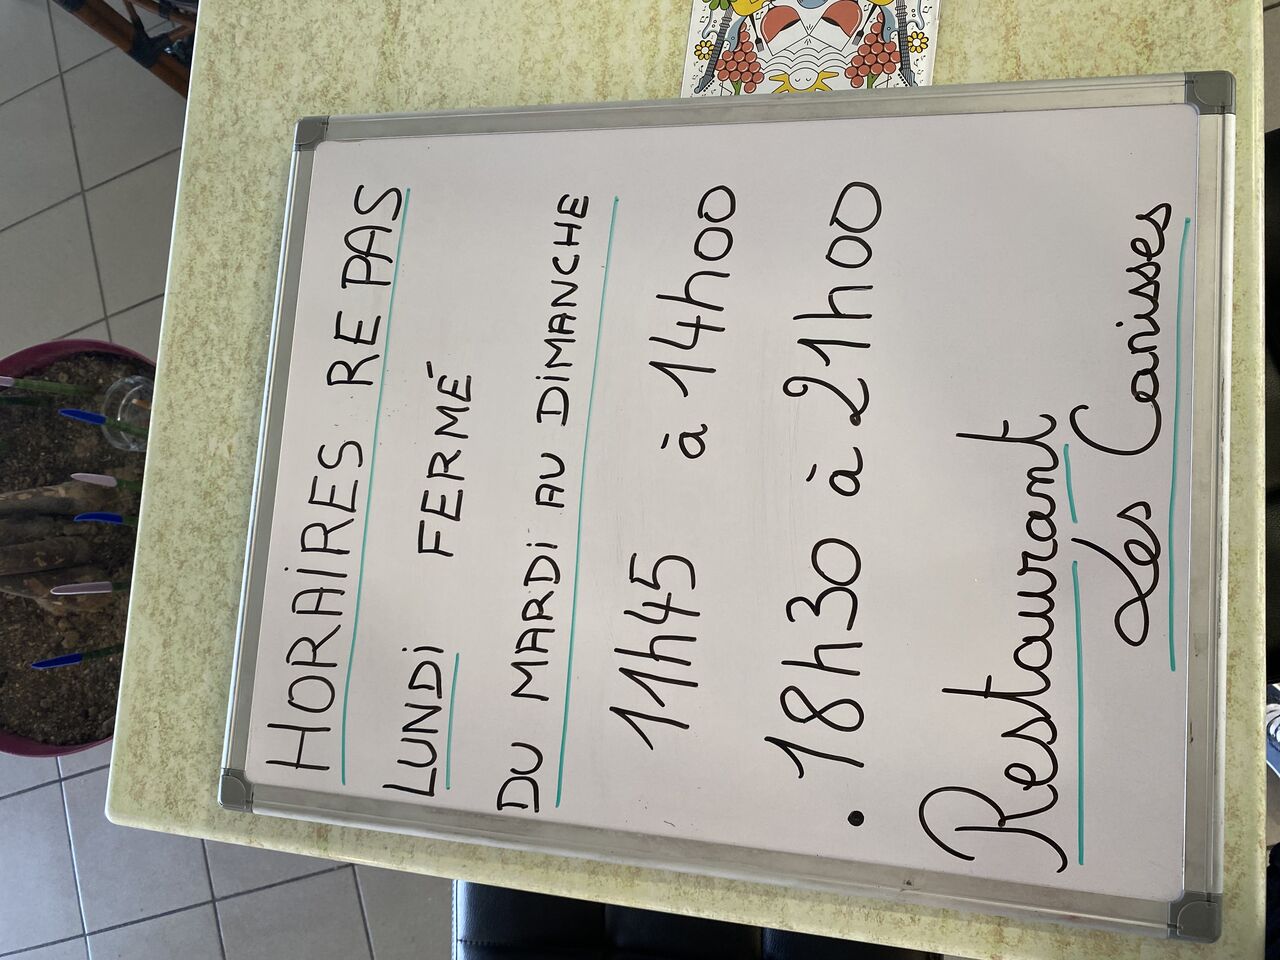 HORAiRES REPAS
LUNDi FERMÉ
DU MARDi AU DiMANCHE
11h45 à 14h00
• 18h30 à 21h00
Restaurant
Les Canisses